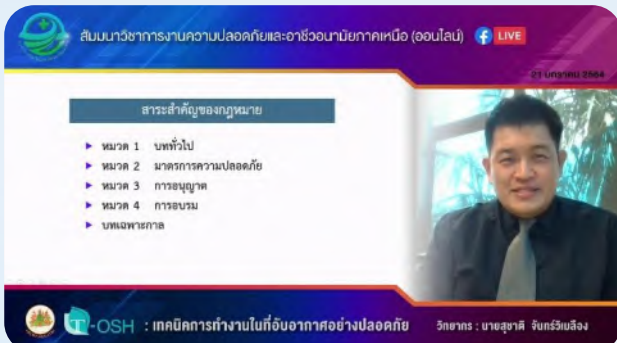 สัมมนาวิชาการงานความปลอดภัยและอาชีวอนามัยภาคเหนือ (ออนไลน์) LIVE
21 มกราคม 2564
สาระสำคัญของกฎหมาย
หมวด 1 บททั่วไป
หมวด 2 มาตรการความปลอดภัย
หมวด 3 การอนุญาต
หมวด 4 การอบรม
บทเฉพาะกาล
T-OSH : เทคนิคการทำงานในที่อับอากาศอย่างปลอดภัย วิทยากร : นายสุชาติ จันทร์วิเมลือง